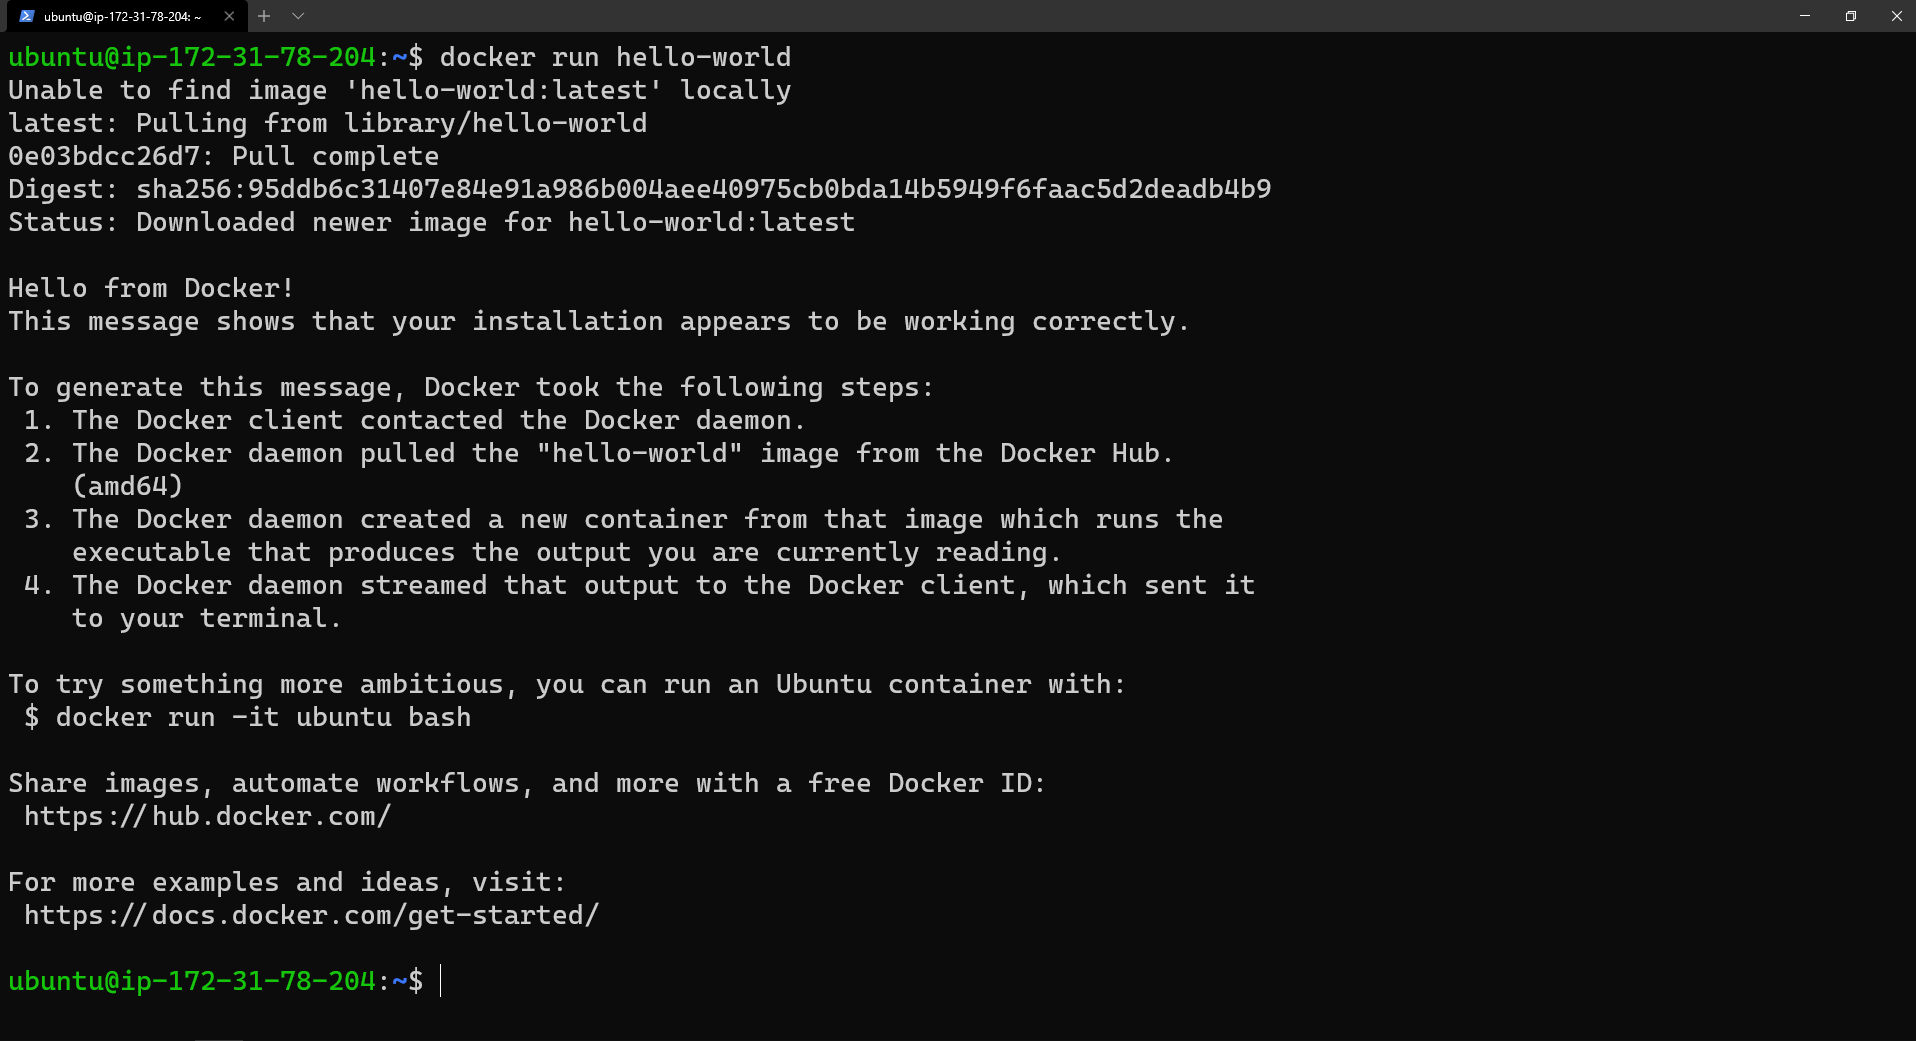 ubuntu@ip-172-31-78-204: ~
ubuntu@ip-172-31-78-204:~$ docker run hello-world
Unable to find image 'hello-world:latest' locally
latest: Pulling from library/hello-world
0e03bdcc26d7: Pull complete
Digest: sha256:95ddb6c31407e84e91a986b004aee40975cb0bda14b5949f6faac5d2deadb4b9
Status: Downloaded newer image for hello-world:latest

Hello from Docker!
This message shows that your installation appears to be working correctly.

To generate this message, Docker took the following steps:
 1. The Docker client contacted the Docker daemon.
 2. The Docker daemon pulled the "hello-world" image from the Docker Hub.
    (amd64)
 3. The Docker daemon created a new container from that image which runs the
    executable that produces the output you are currently reading.
 4. The Docker daemon streamed that output to the Docker client, which sent it
    to your terminal.

To try something more ambitious, you can run an Ubuntu container with:
 $ docker run -it ubuntu bash

Share images, automate workflows, and more with a free Docker ID:
 https://hub.docker.com/

For more examples and ideas, visit:
 https://docs.docker.com/get-started/

ubuntu@ip-172-31-78-204:~$